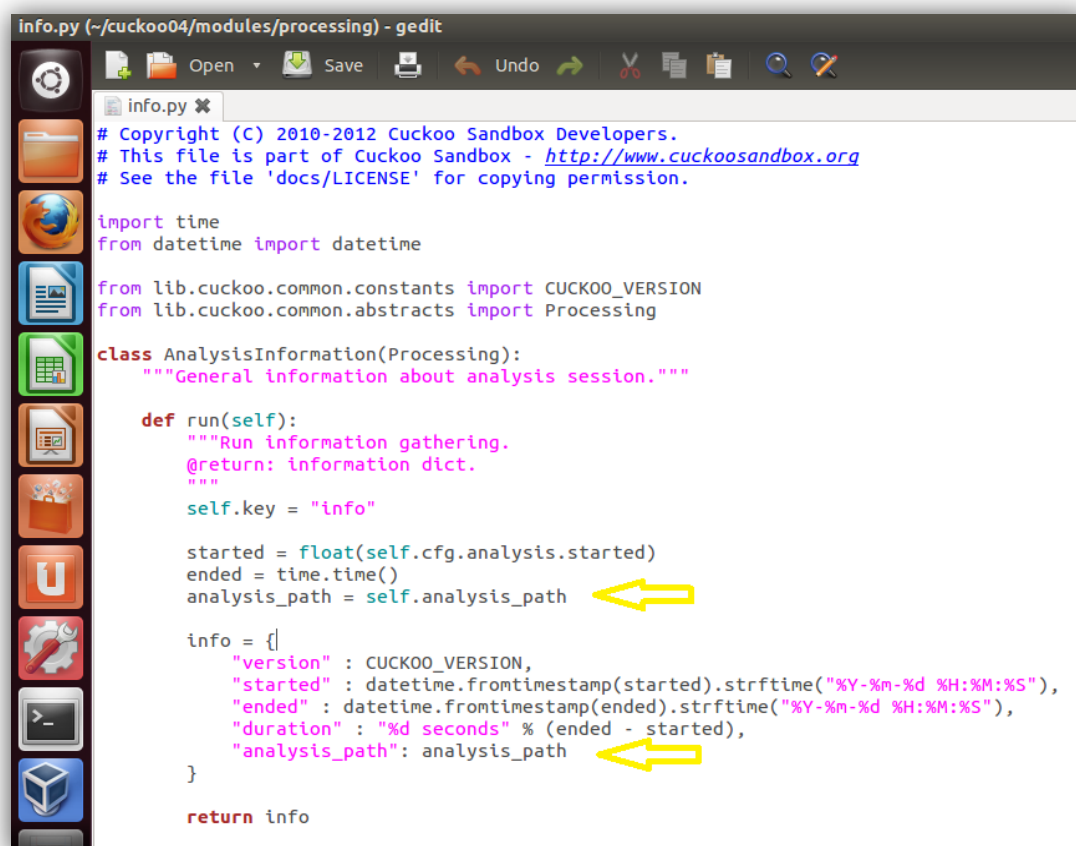 info.py (~/cuckoo04/modules/processing) - gedit
Open Save Undo
info.py
# Copyright (C) 2010-2012 Cuckoo Sandbox Developers.
# This file is part of Cuckoo Sandbox - http://www.cuckoosandbox.org
# See the file 'docs/LICENSE' for copying permission.
import time
from datetime import datetime
from lib.cuckoo.common.constants import CUCKOO_VERSION
from lib.cuckoo.common.abstracts import Processing
class AnalysisInformation(Processing):
    """General information about analysis session."""
    def run(self):
        """Run information gathering.
        @return: information dict.
        """
        self.key = "info"
        started = float(self.cfg.analysis.started)
        ended = time.time()
        analysis_path = self.analysis_path
        info = {
            "version" : CUCKOO_VERSION,
            "started" : datetime.fromtimestamp(started).strftime("%Y-%m-%d %H:%M:%S"),
            "ended" : datetime.fromtimestamp(ended).strftime("%Y-%m-%d %H:%M:%S"),
            "duration" : "%d seconds" % (ended - started),
            "analysis_path": analysis_path
        }
        return info